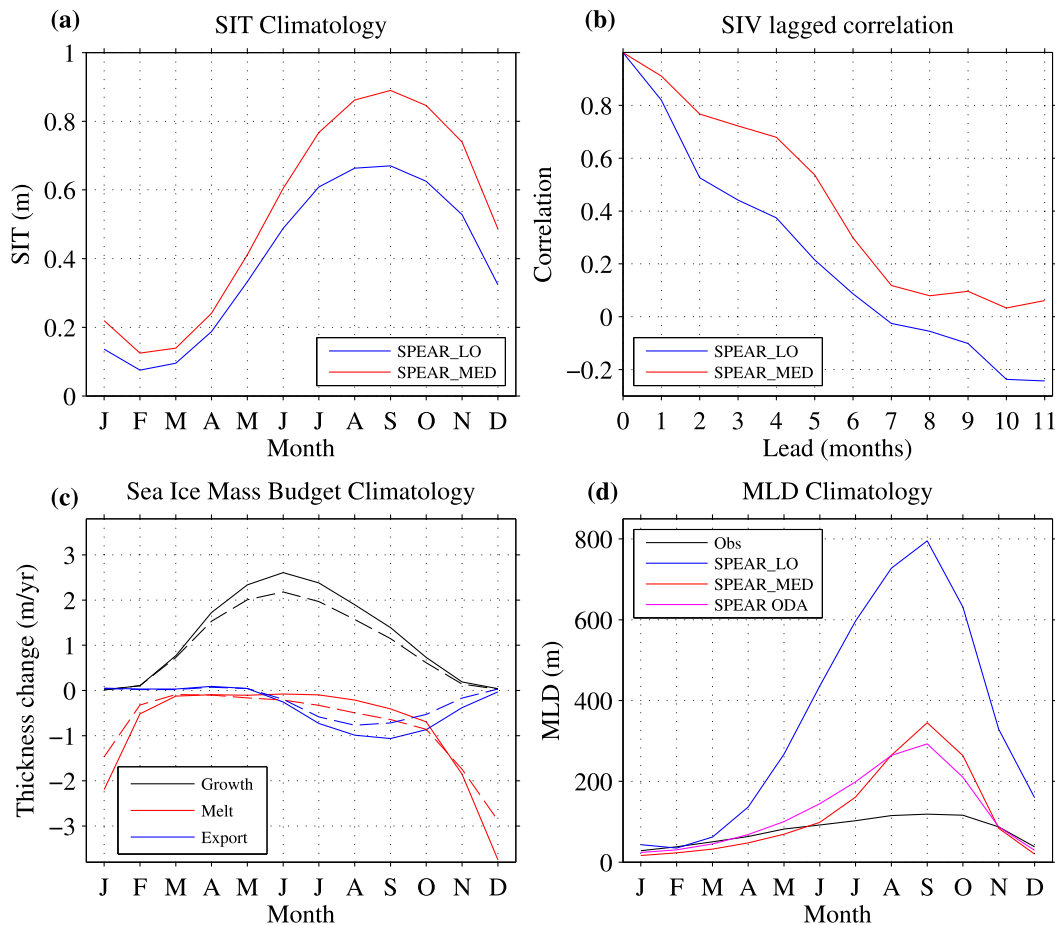 (a) SIT Climatology
1
0.8
0.6
0.4
0.2
0
SIT (m)
SPEAR_LO
SPEAR_MED
J F M A M J J A S O N D
Month
(b) SIV lagged correlation
0.8
0.6
0.4
0.2
0
−0.2
Correlation
SPEAR_LO
SPEAR_MED
0 1 2 3 4 5 6 7 8 9 10 11
Lead (months)
(c) Sea Ice Mass Budget Climatology
3
2
1
0
−1
−2
−3
Thickness change (m/yr)
Growth
Melt
Export
J F M A M J J A S O N D
Month
(d) MLD Climatology
800
600
400
200
0
MLD (m)
Obs
SPEAR_LO
SPEAR_MED
SPEAR ODA
J F M A M J J A S O N D
Month